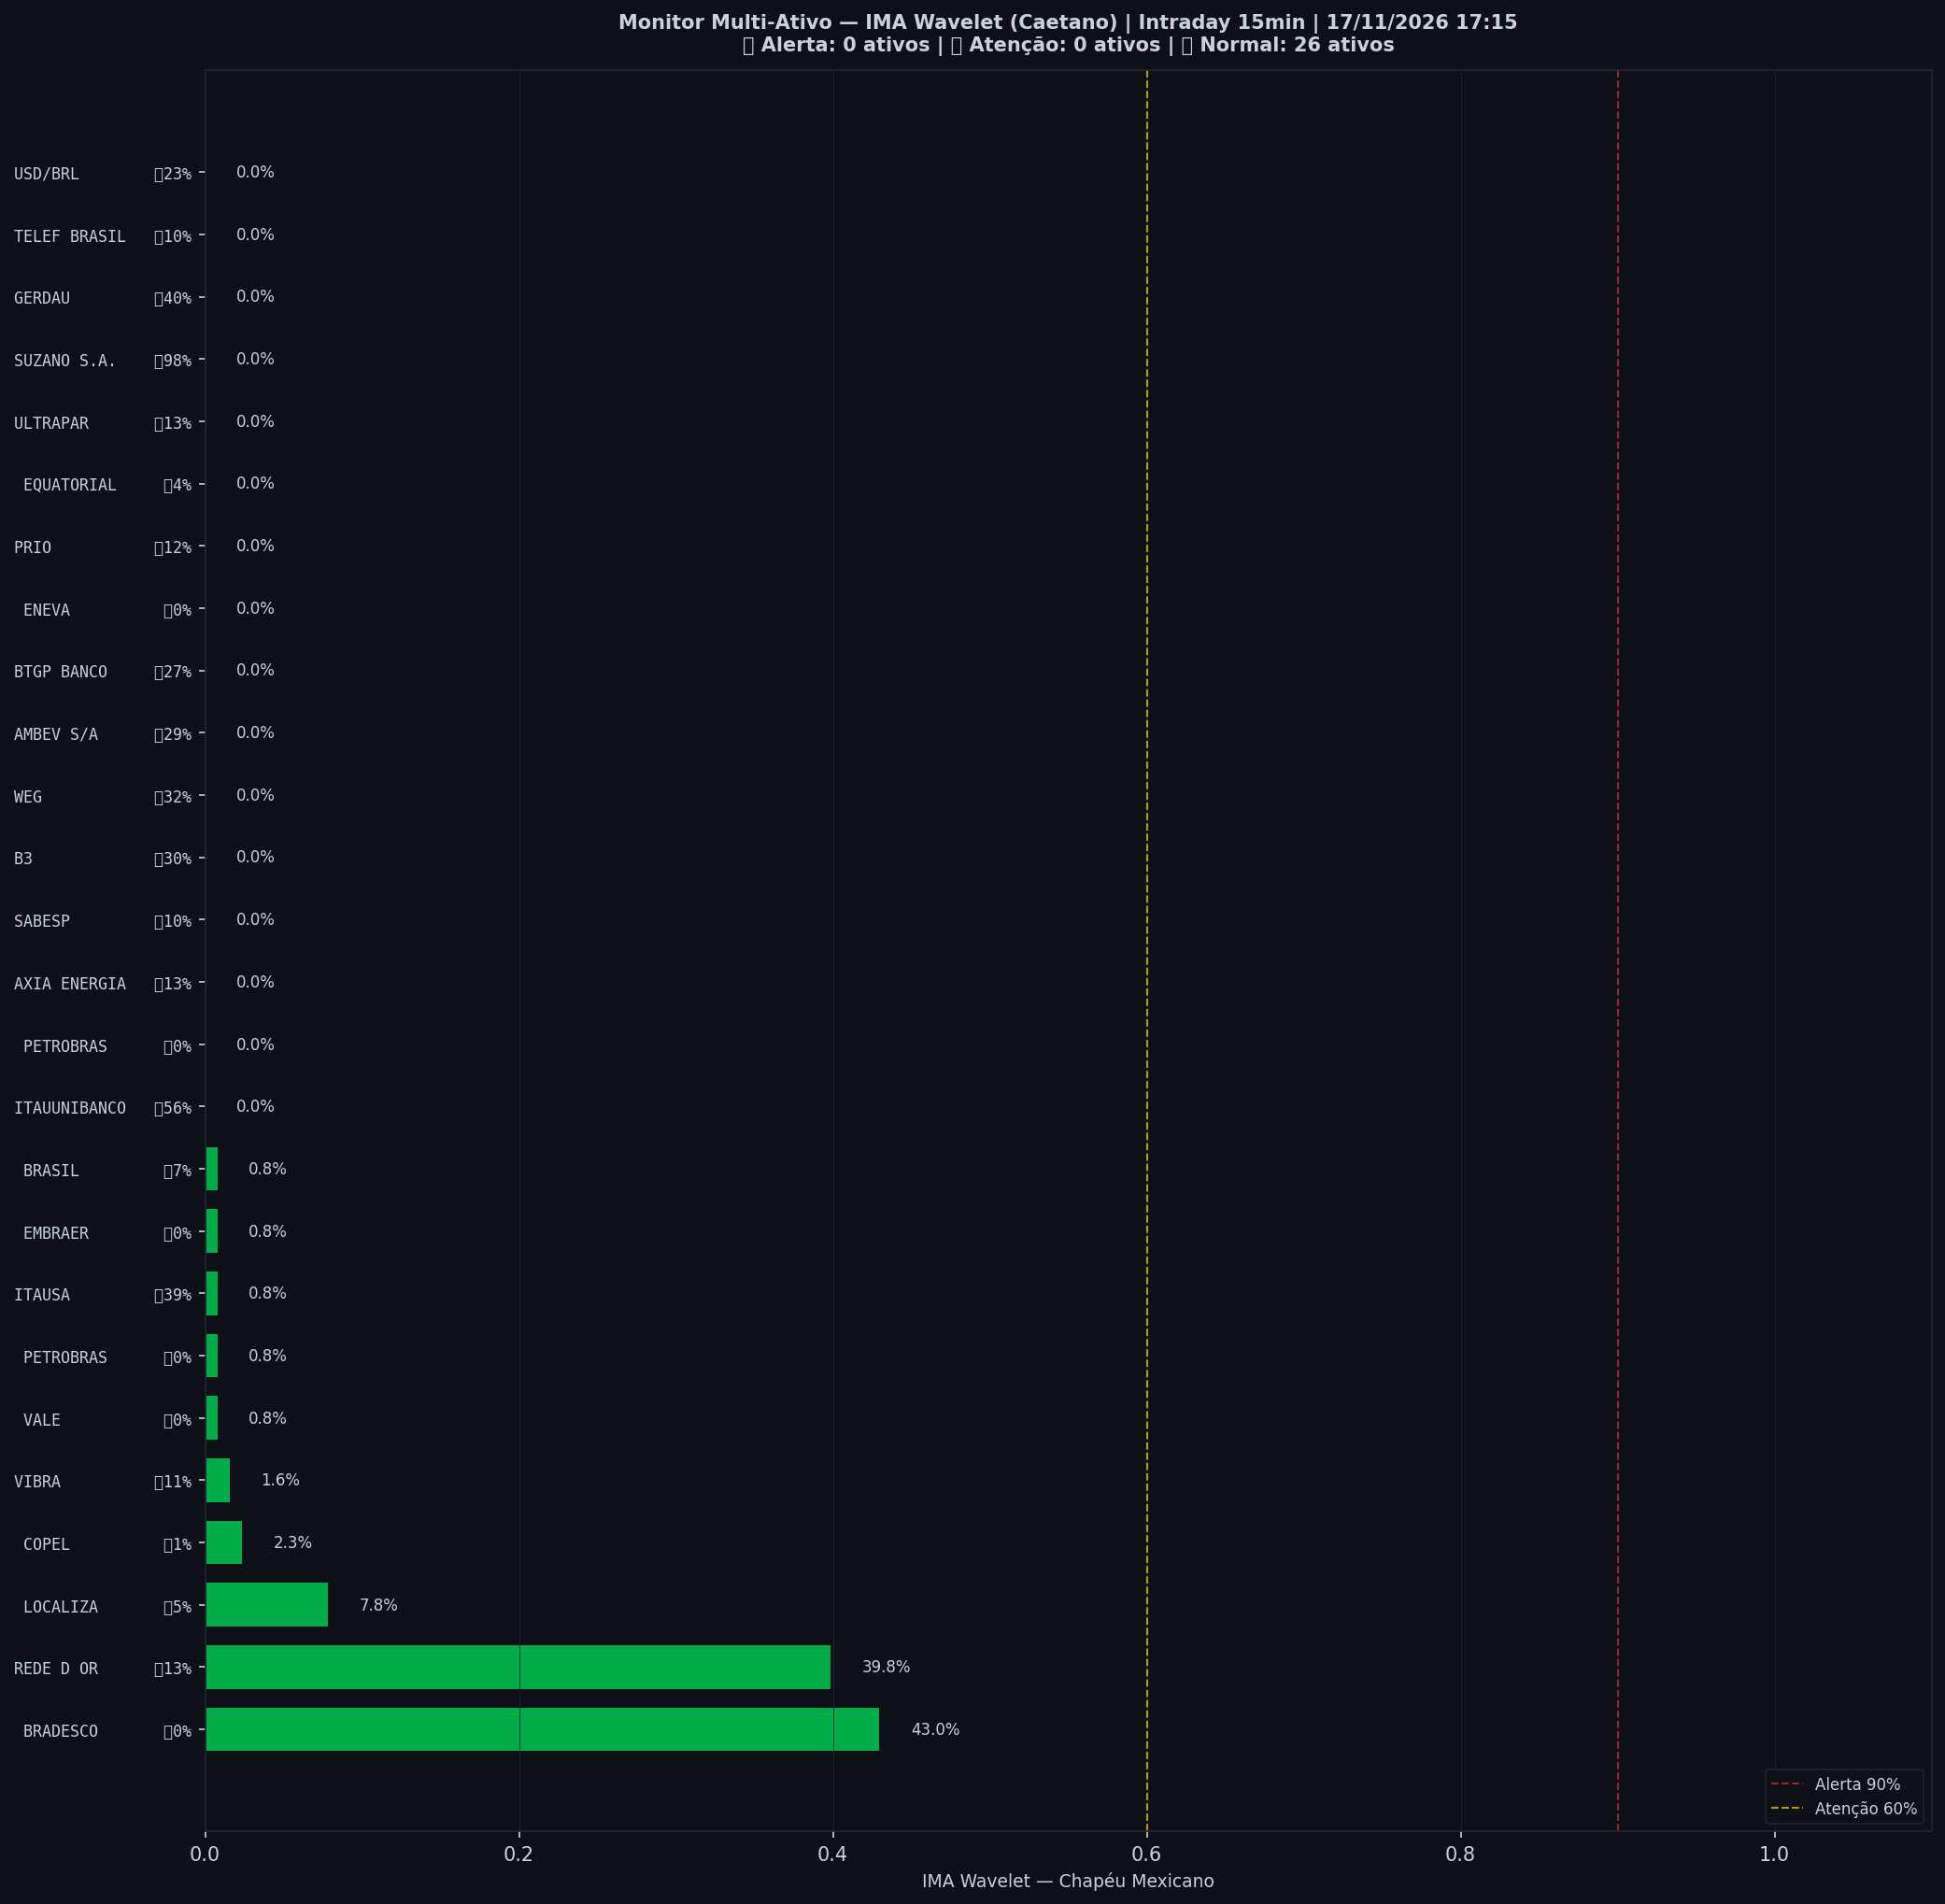 Monitor Multi-Ativo — IMA Wavelet (Caetano) | Intraday 15min | 17/11/2026 17:15
▯ Alerta: 0 ativos | ▯ Atenção: 0 ativos | ▯ Normal: 26 ativos
USD/BRL ▯23% 0.0%
TELEF BRASIL ▯10% 0.0%
GERDAU ▯40% 0.0%
SUZANO S.A. ▯98% 0.0%
ULTRAPAR ▯13% 0.0%
EQUATORIAL ▯4% 0.0%
PRIO ▯12% 0.0%
ENEVA ▯0% 0.0%
BTGP BANCO ▯27% 0.0%
AMBEV S/A ▯29% 0.0%
WEG ▯32% 0.0%
B3 ▯30% 0.0%
SABESP ▯10% 0.0%
AXIA ENERGIA ▯13% 0.0%
PETROBRAS ▯0% 0.0%
ITAUUNIBANCO ▯56% 0.0%
BRASIL ▯7% 0.8%
EMBRAER ▯0% 0.8%
ITAUSA ▯39% 0.8%
PETROBRAS ▯0% 0.8%
VALE ▯0% 0.8%
VIBRA ▯11% 1.6%
COPEL ▯1% 2.3%
LOCALIZA ▯5% 7.8%
REDE D OR ▯13% 39.8%
BRADESCO ▯0% 43.0%
Alerta 90%
Atenção 60%
0.0 0.2 0.4 0.6 0.8 1.0
IMA Wavelet — Chapéu Mexicano